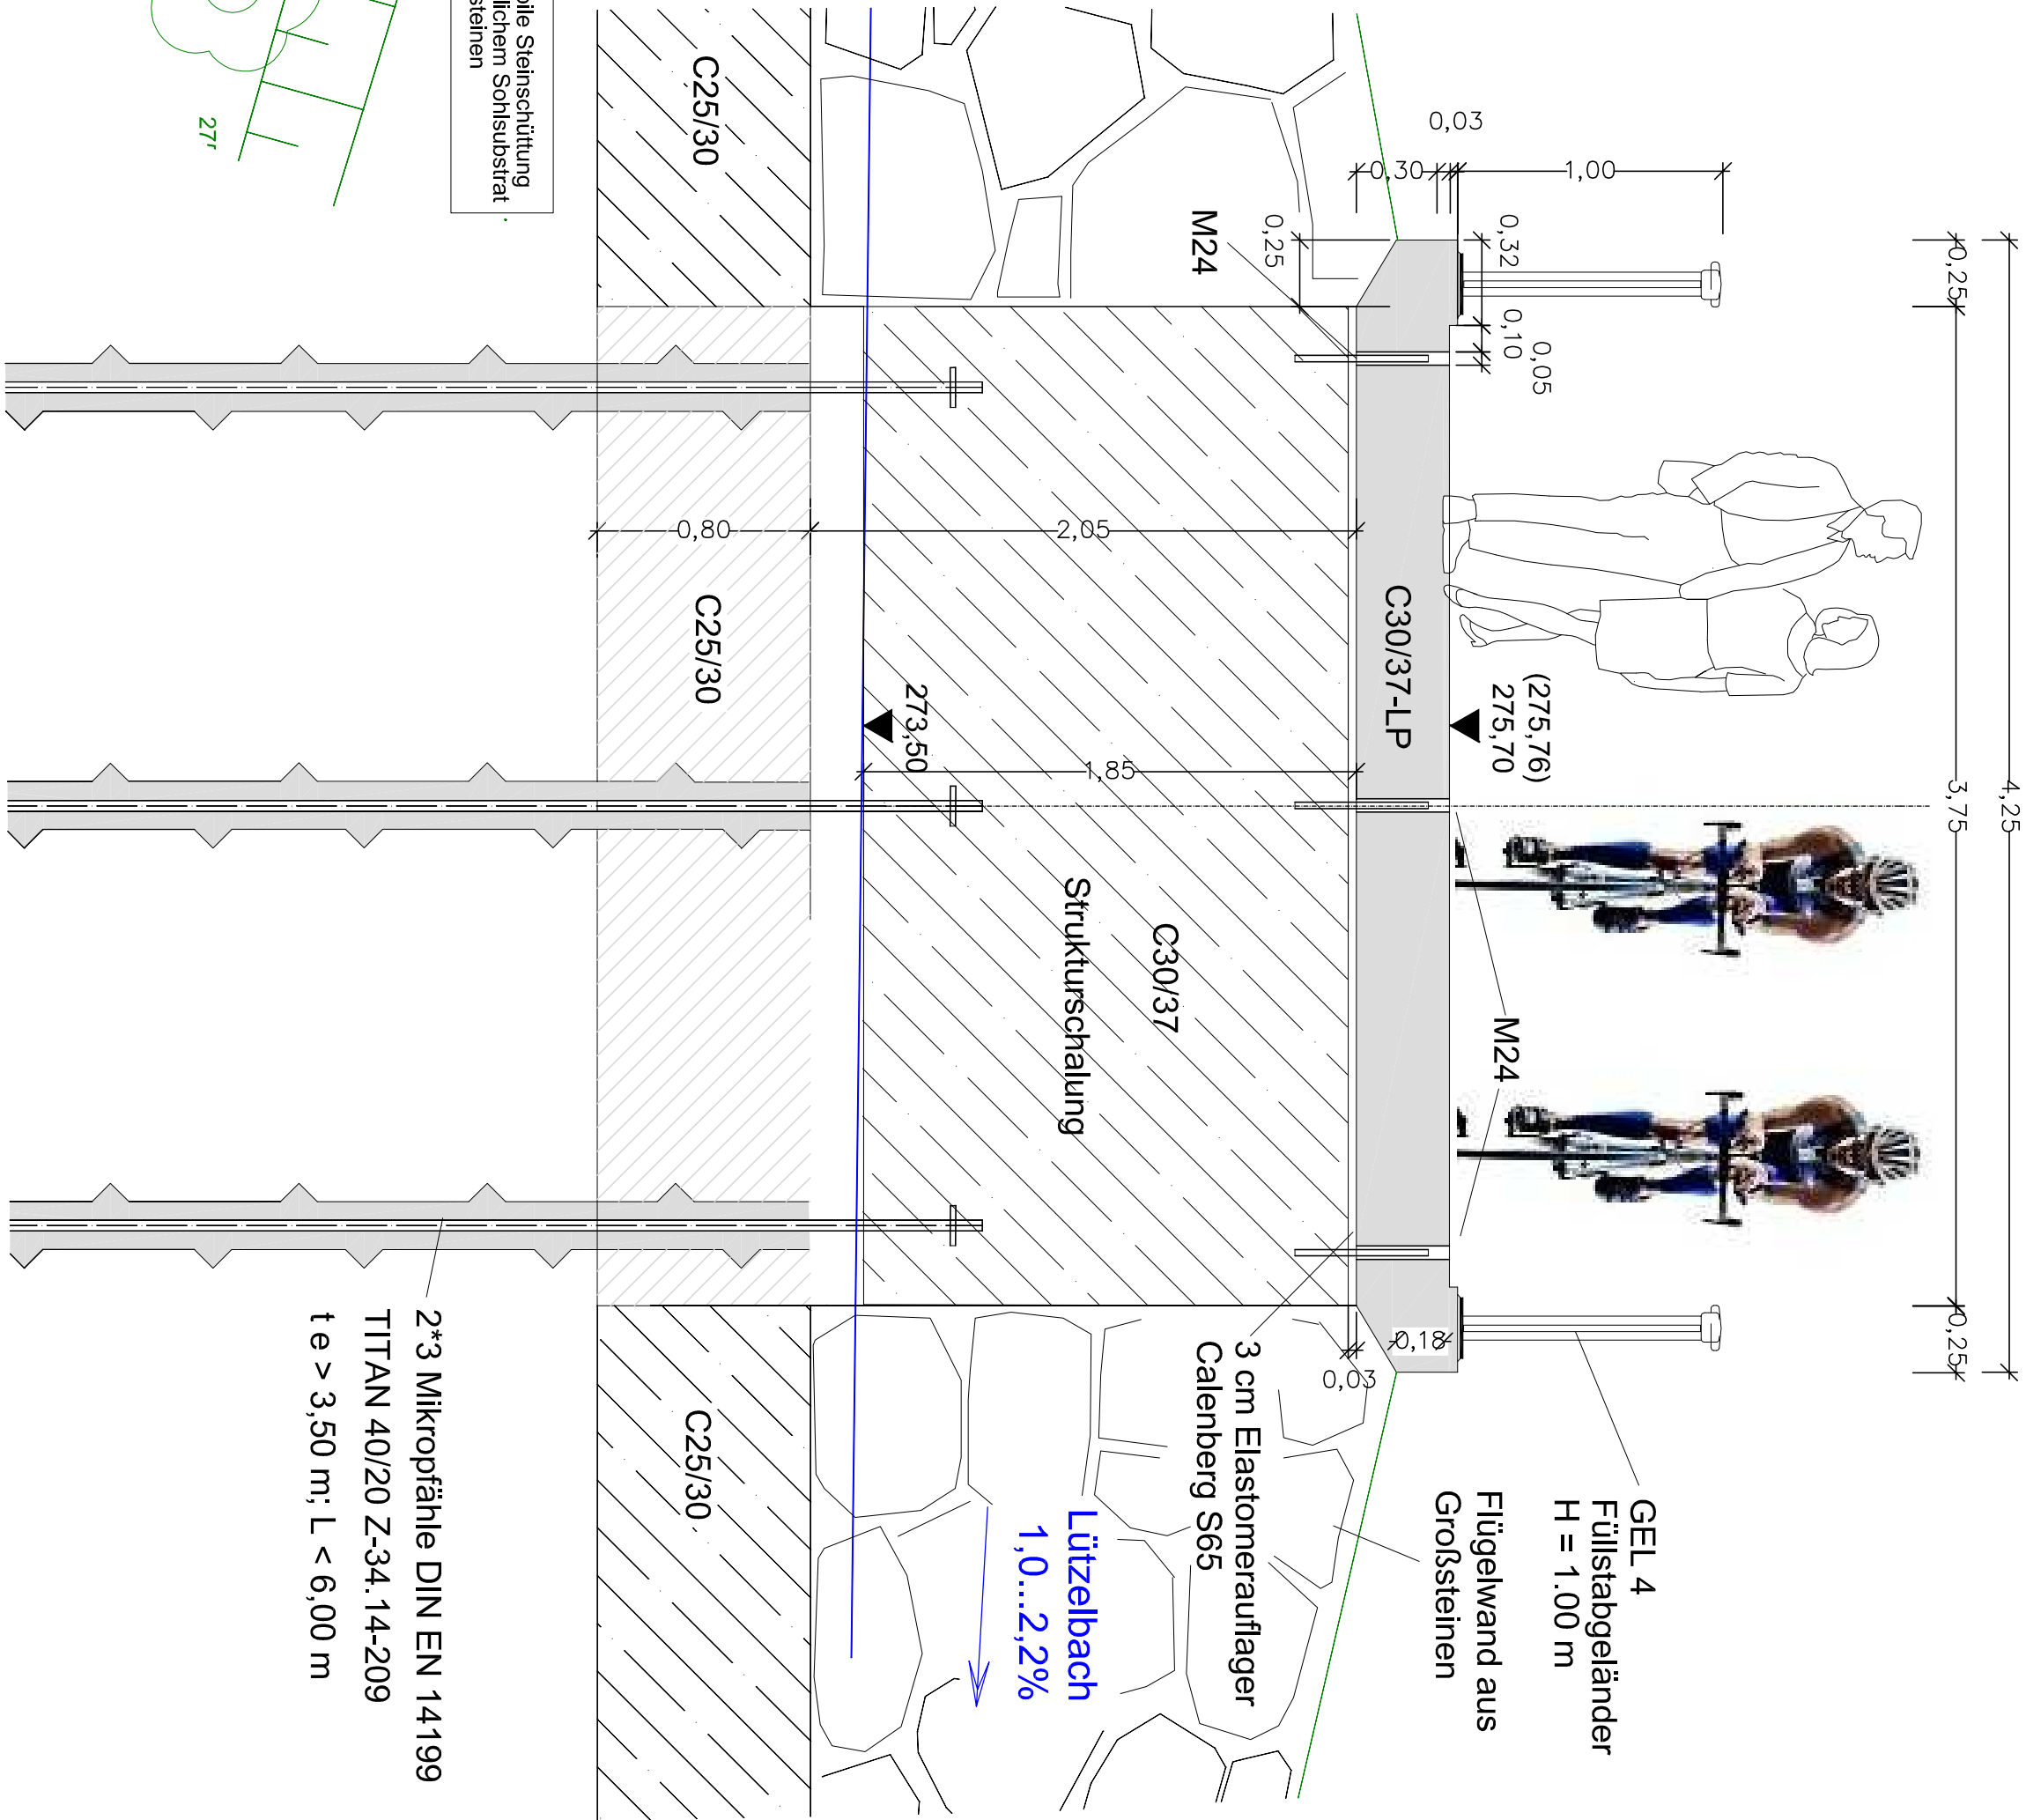 4,25
0,25
3,75
0,25
1,00
0,03
0,30
0,32
0,10
0,05
0,25
M24
(275,76)
275,70
M24
C30/37-LP
0,18
0,03
GEL 4
Füllstabgeländer
H = 1.00 m
Flügelwand aus
Großsteinen
3 cm Elastomerauflager
Calenberg S65
2,05
1,85
C30/37
Strukturschalung
273,50
Lützelbach
1,0...2,2%
0,80
C25/30
C25/30
C25/30
2*3 Mikropfähle DIN EN 14199
TITAN 40/20 Z-34.14-209
t e > 3,50 m; L < 6,00 m
Steinschüttung
Sohlsubstrat